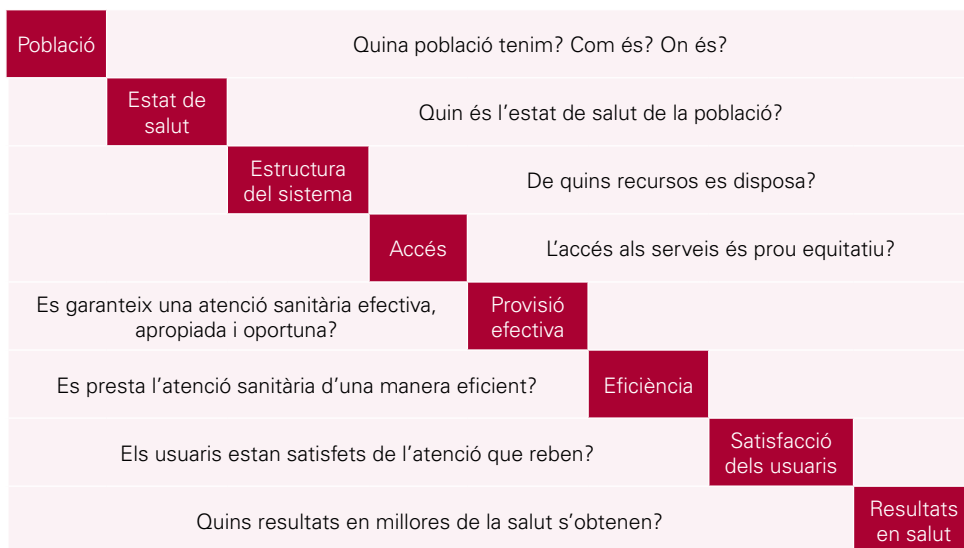 Població
Quina població tenim? Com és? On és?
Estat de
salut
Quin és l’estat de salut de la població?
Estructura
del sistema
De quins recursos es disposa?
Accés
L’accés als serveis és prou equitatiu?
Es garanteix una atenció sanitària efectiva,
apropiada i oportuna?
Provisió
efectiva
Es presta l’atenció sanitària d’una manera eficient?
Eficiència
Els usuaris estan satisfets de l’atenció que reben?
Satisfacció
dels usuaris
Quins resultats en millores de la salut s’obtenen?
Resultats
en salut